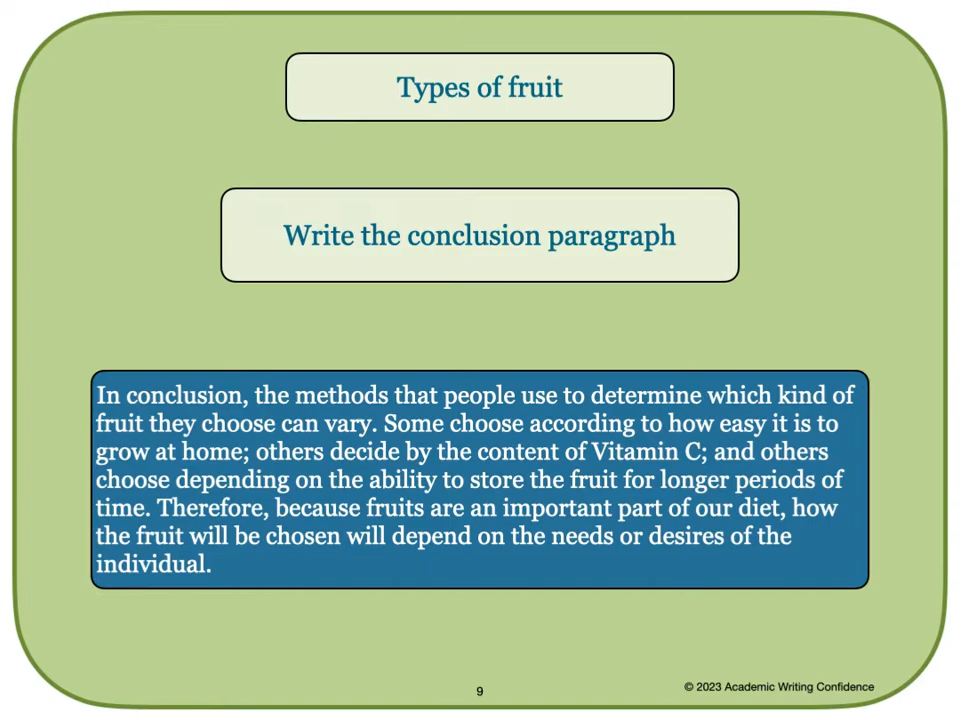 Types of fruit
Write the conclusion paragraph
In conclusion, the methods that people use to determine which kind of
fruit they choose can vary. Some choose according to how easy it is to
grow at home; others decide by the content of Vitamin C; and others
choose depending on the ability to store the fruit for longer periods of
time. Therefore, because fruits are an important part of our diet, how
the fruit will be chosen will depend on the needs or desires of the
individual.
9
© 2023 Academic Writing Confidence